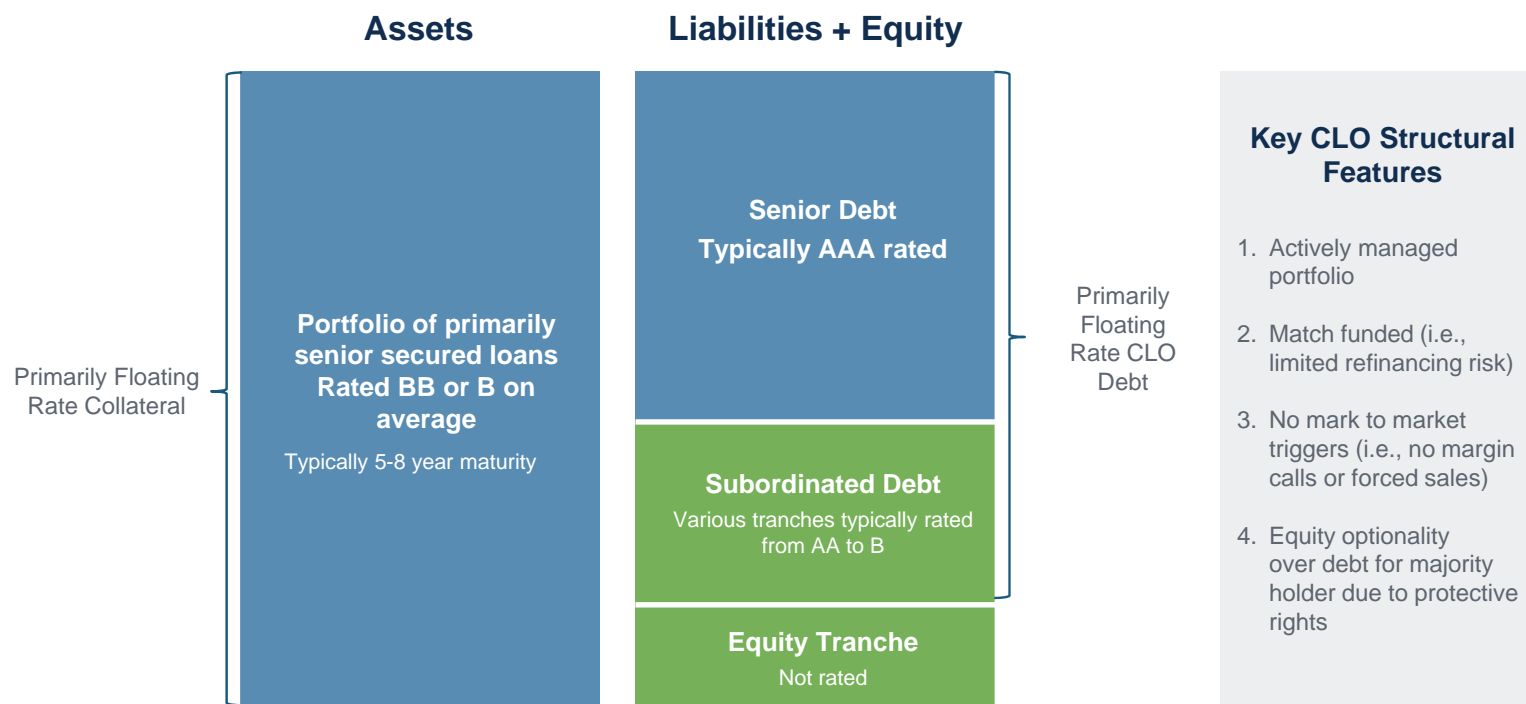 Assets
Liabilities + Equity
Primarily Floating
Rate Collateral
Portfolio of primarily
senior secured loans
Rated BB or B on
average
Typically 5-8 year maturity
Senior Debt
Typically AAA rated
Subordinated Debt
Various tranches typically rated
from AA to B
Equity Tranche
Not rated
Primarily
Floating
Rate CLO
Debt
Key CLO Structural
Features
1. Actively managed
portfolio
2. Match funded (i.e.,
limited refinancing risk)
3. No mark to market
triggers (i.e., no margin
calls or forced sales)
4. Equity optionality
over debt for majority
holder due to protective
rights